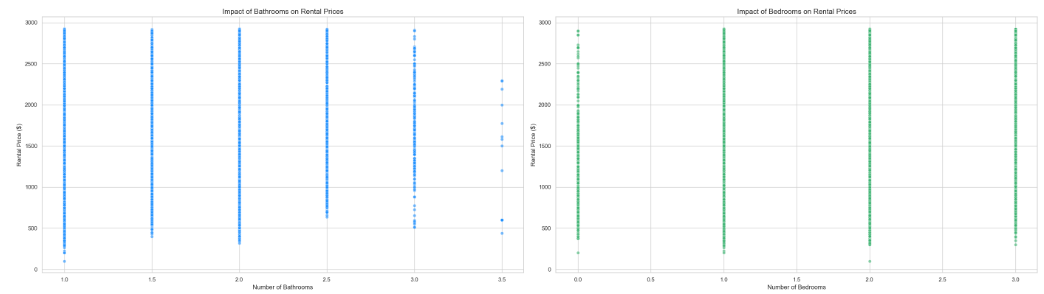 Impact of Bathrooms on Rental Prices
3000
2500
2000
1500
1000
500
0
Rental Price ($)
1.0 1.5 2.0 2.5 3.0 3.5
Number of Bathrooms
Impact of Bedrooms on Rental Prices
3000
2500
2000
1500
1000
500
0
Rental Price ($)
0.0 0.5 1.0 1.5 2.0 2.5 3.0
Number of Bedrooms